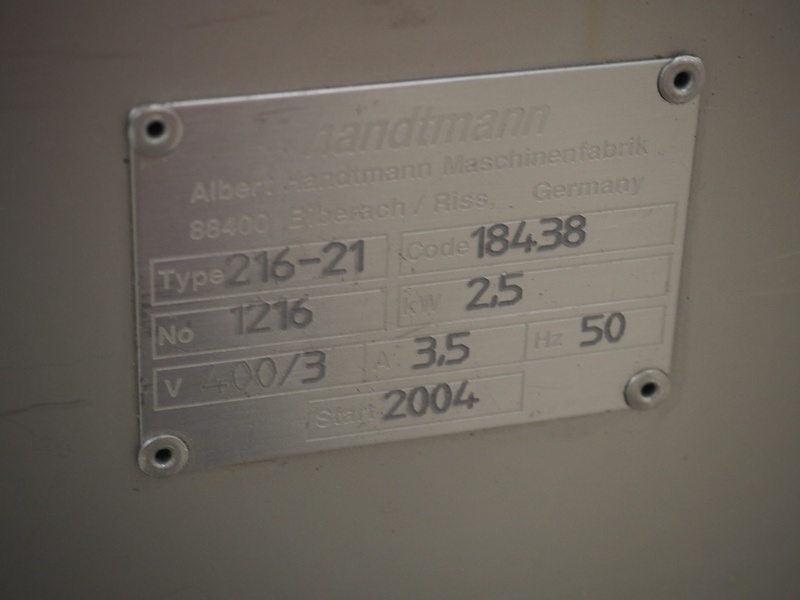 handtmann
Albert Handtmann Maschinenfabrik
88400 Biberach / Riss, Germany
Type 216-21 Code 18438
No 1216 kW 2,5
V 400/3 A 3,5 Hz 50
Start 2004